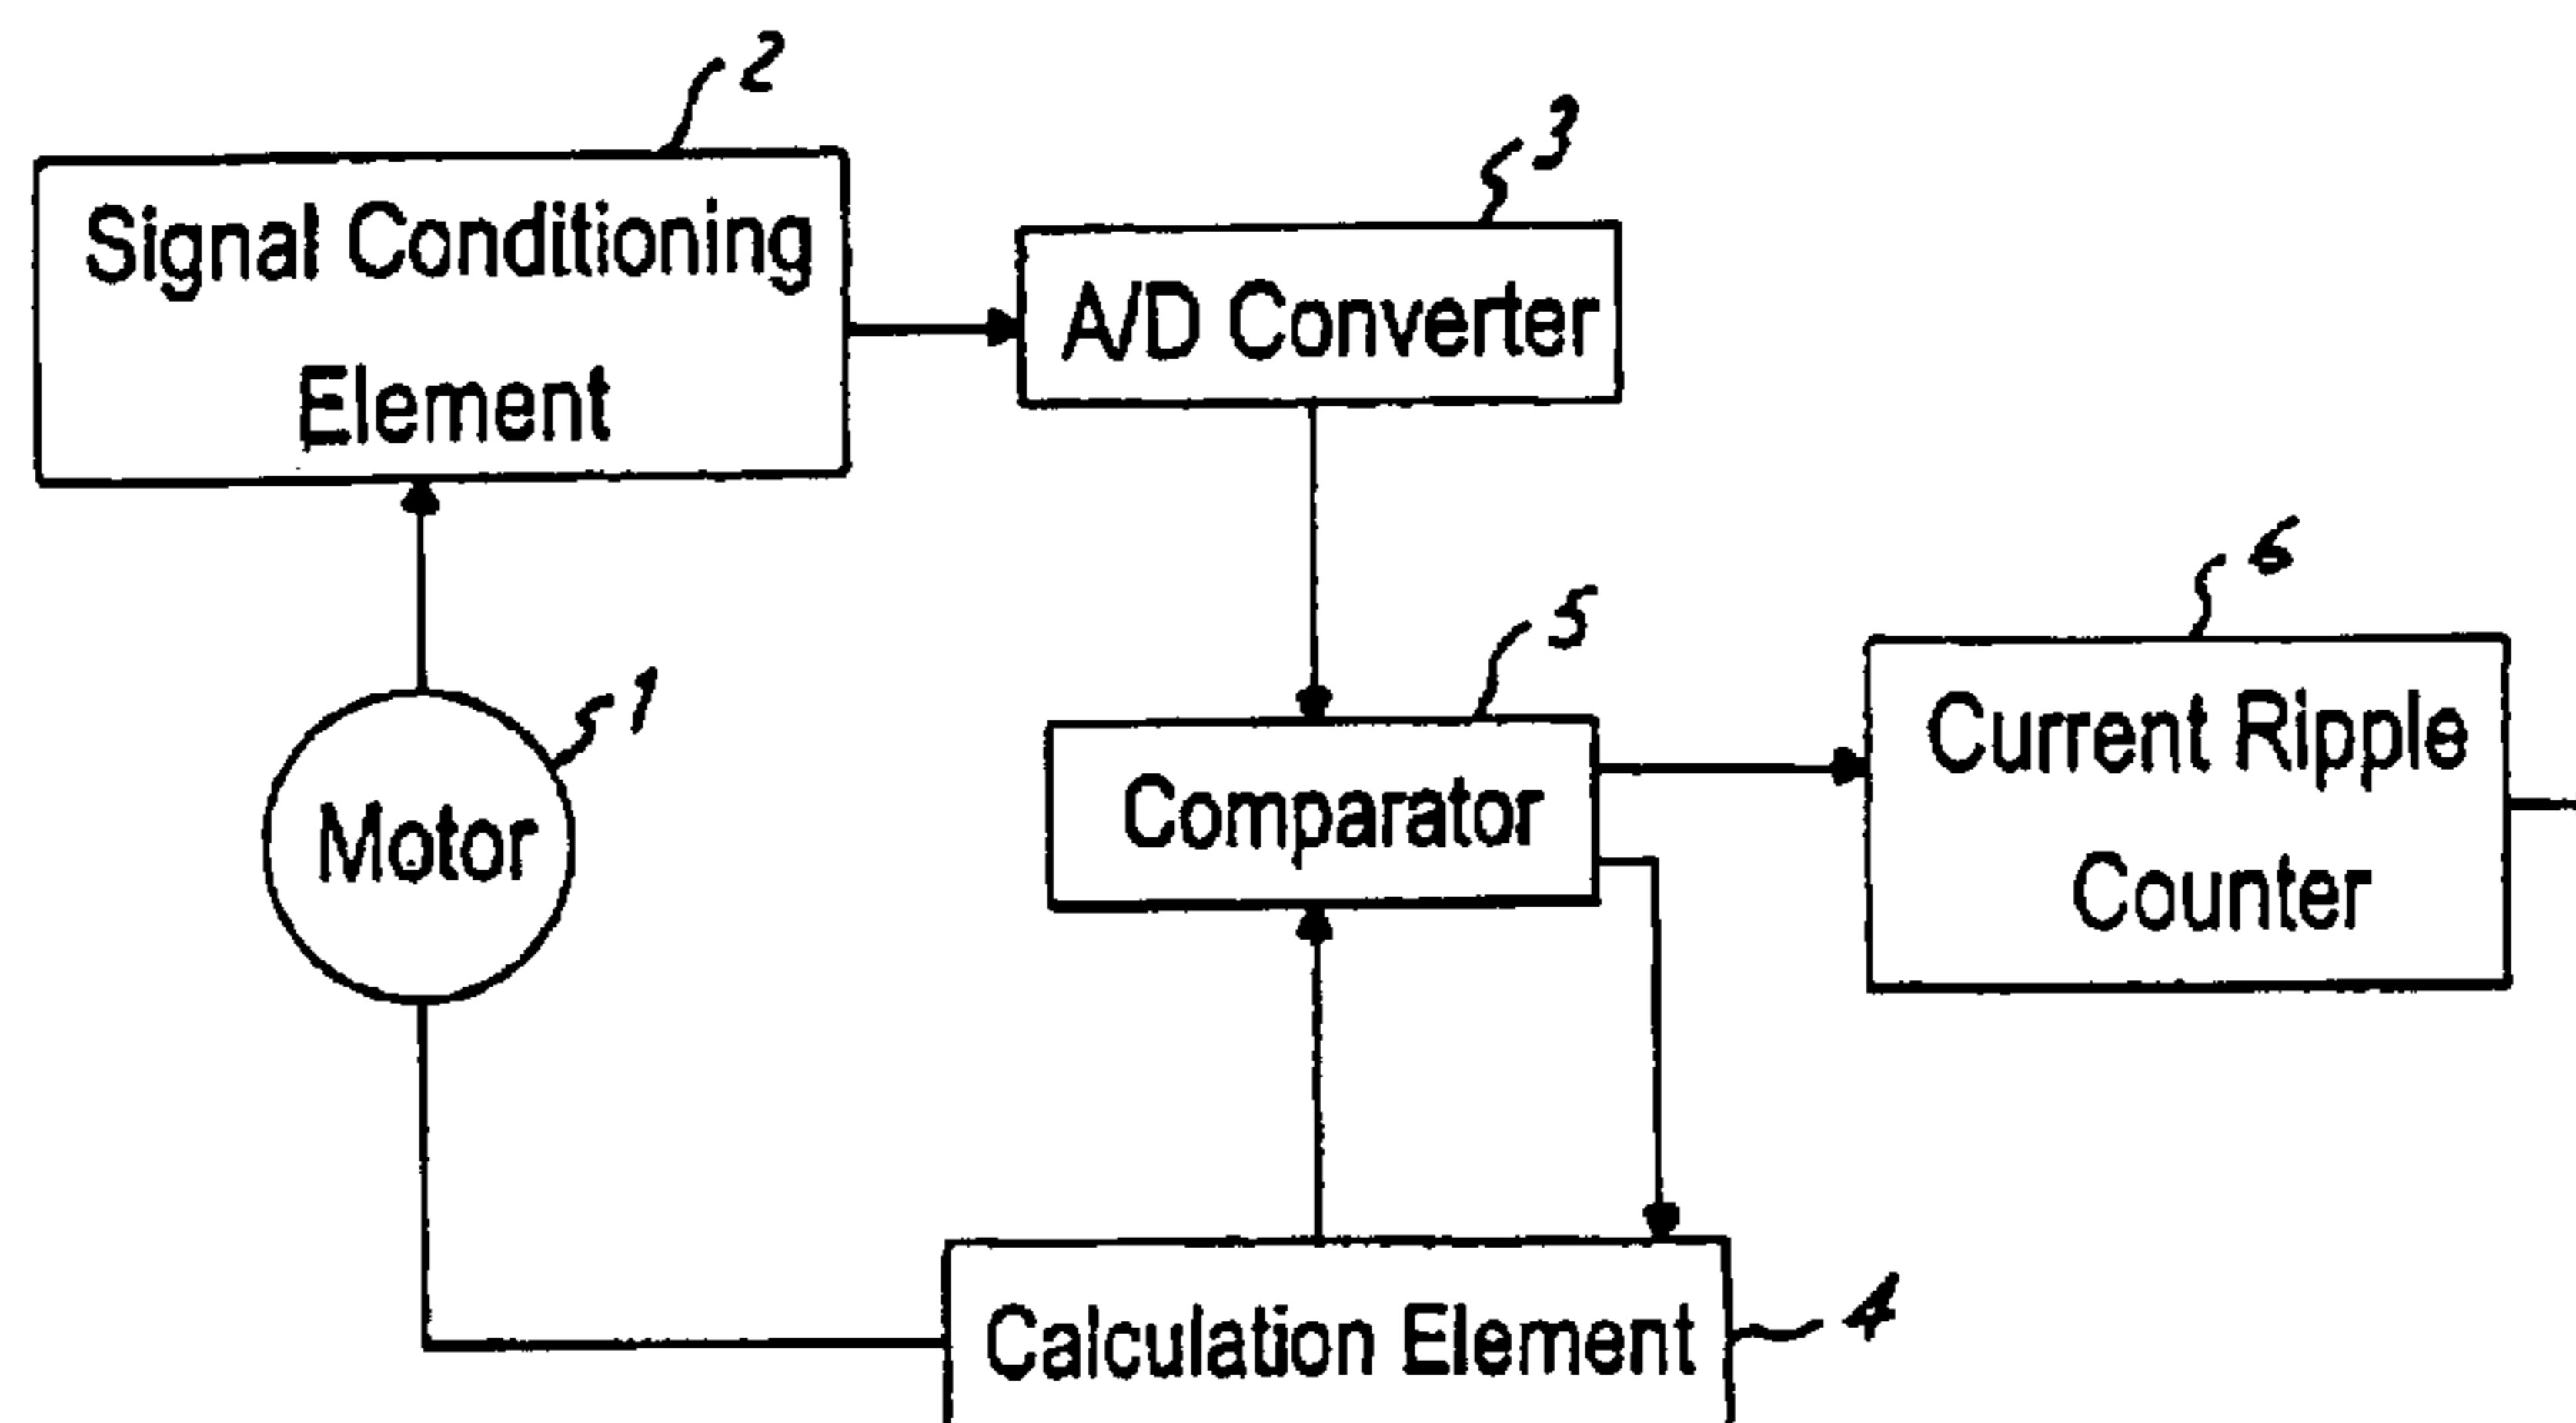 2
Signal Conditioning
Element
3
A/D Converter
1
Motor
5
Comparator
6
Current Ripple
Counter
Calculation Element
4